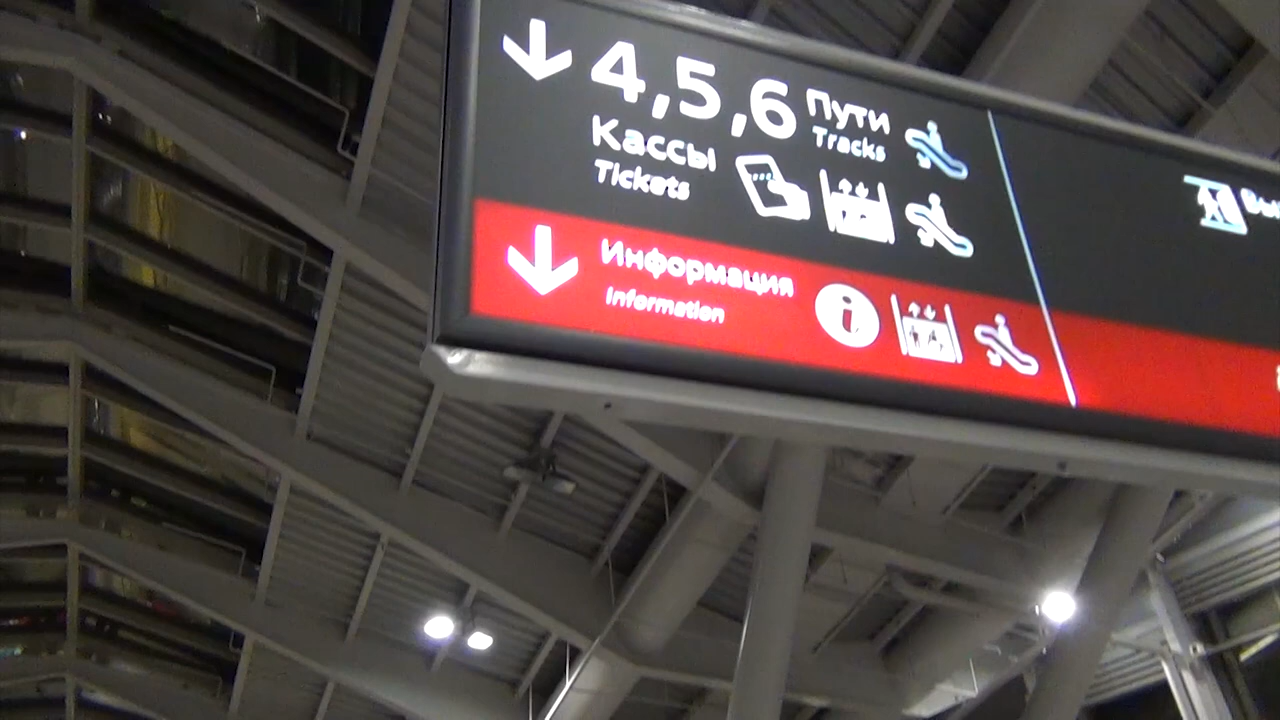 4,5,6 Пути
Tracks
Кассы
Tickets
Информация
Information